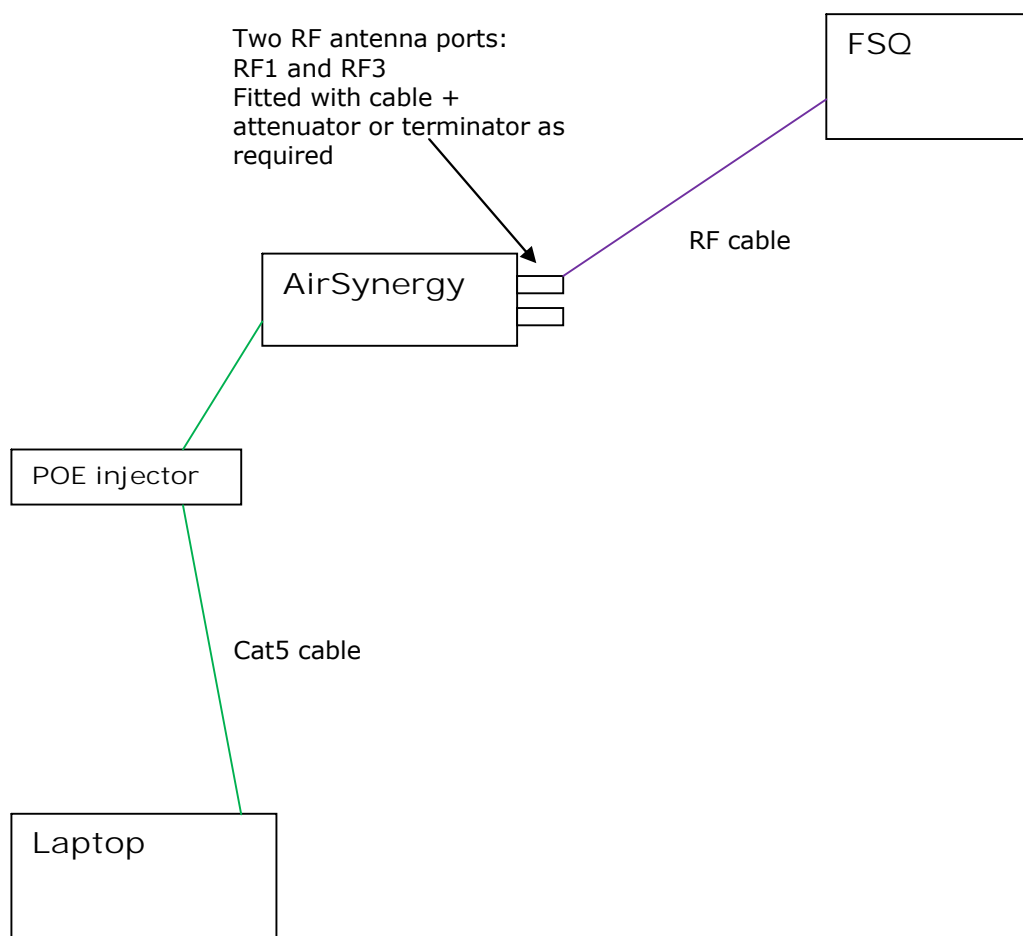 Two RF antenna ports:
RF1 and RF3
Fitted with cable +
attenuator or terminator as
required
FSQ
RF cable
AirSynergy
POE injector
Cat5 cable
Laptop